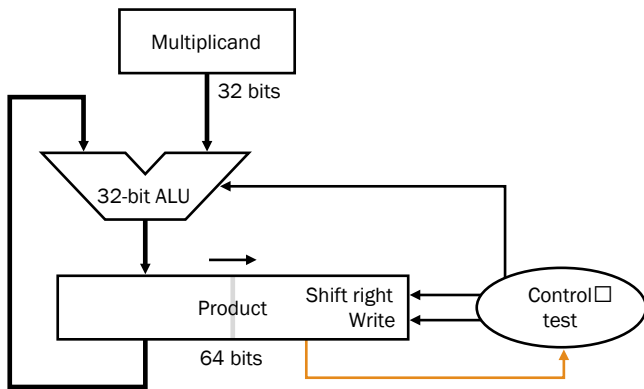 Multiplicand
32 bits
32-bit ALU
Product
Shift right
Write
Control□
test
64 bits